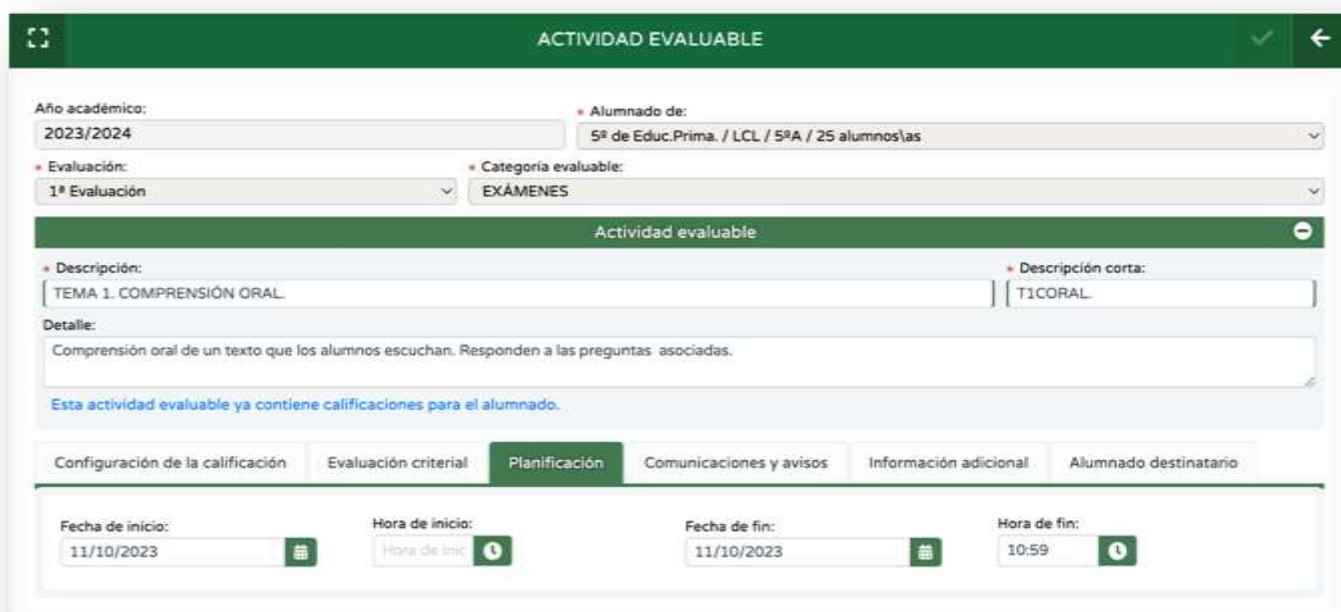 ACTIVIDAD EVALUABLE
Año académico:
• Alumnado de:
2023/2024
5º de Educ.Prima. / LCL / 5ºA / 25 alumnos\as
• Evaluación:
• Categoría evaluable:
1ª Evaluación
EXÁMENES
Actividad evaluable
• Descripción:
• Descripción corta:
TEMA 1. COMPRENSIÓN ORAL.
T1CORAL.
Detalle:
Comprensión oral de un texto que los alumnos escuchan. Responden a las preguntas asociadas.
Esta actividad evaluable ya contiene calificaciones para el alumnado.
Configuración de la calificación
Evaluación criterial
Planificación
Comunicaciones y avisos
Información adicional
Alumnado destinatario
Fecha de inicio:
Hora de inicio:
Fecha de fin:
Hora de fin:
11/10/2023
Hora de inic
11/10/2023
10:59